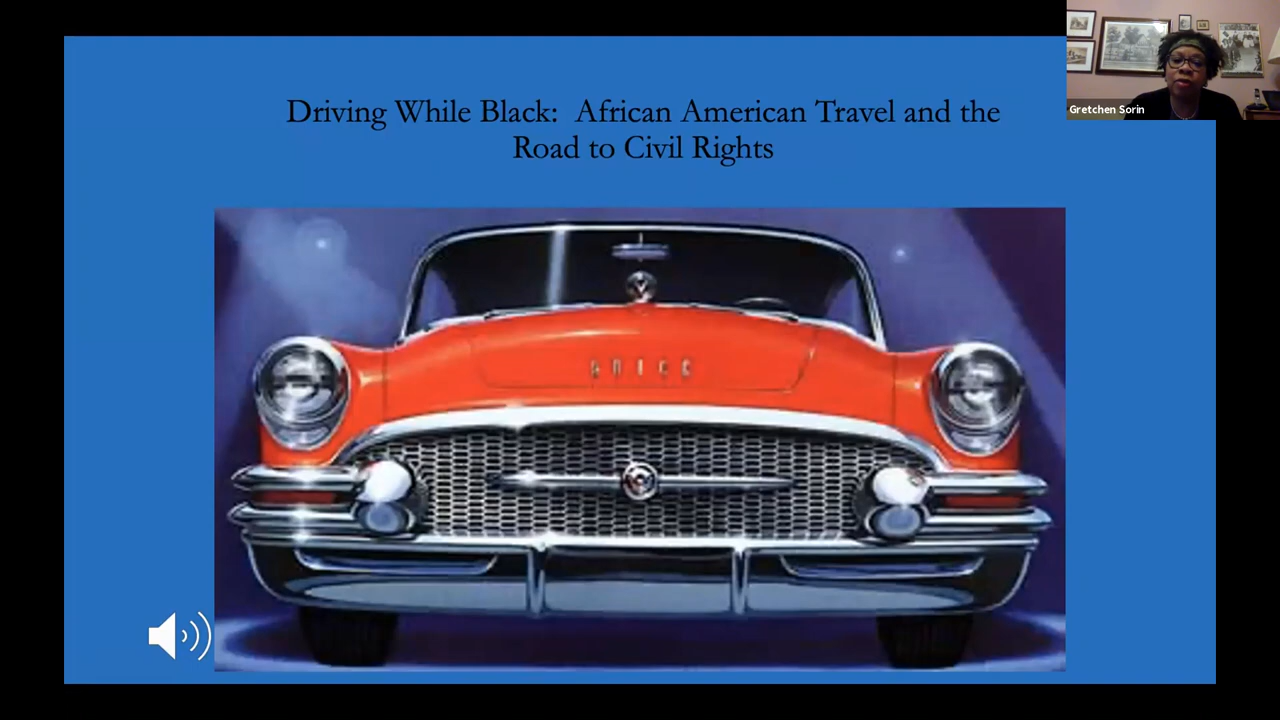 Driving While Black:  African American Travel and the
Road to Civil Rights
Gretchen Sorin
BUICK